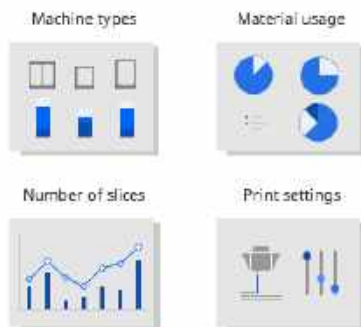 Machine types
Material usage
Number of slices
Print settings